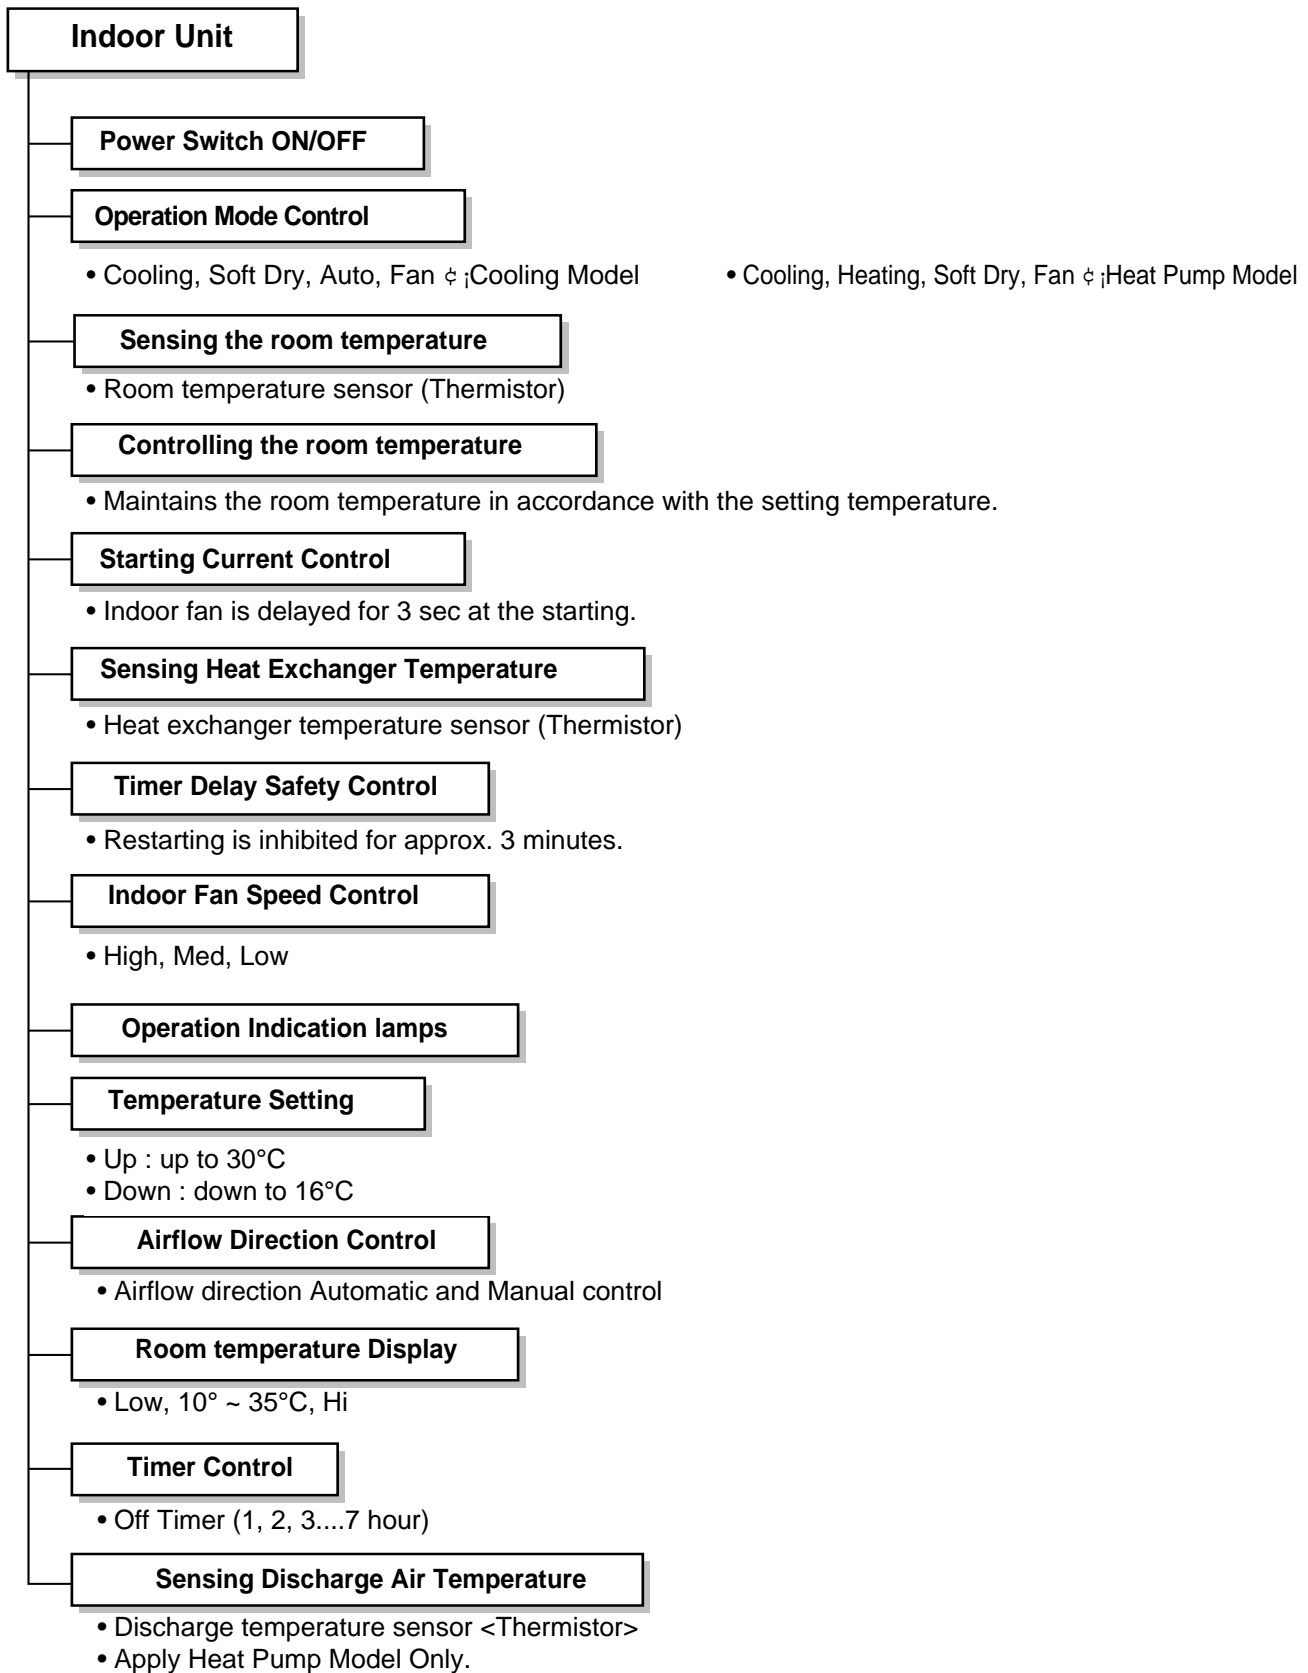 Indoor Unit
Power Switch ON/OFF
Operation Mode Control
• Cooling, Soft Dry, Auto, Fan ¢ ¡Cooling Model
• Cooling, Heating, Soft Dry, Fan ¢ ¡Heat Pump Model
Sensing the room temperature
• Room temperature sensor (Thermistor)
Controlling the room temperature
• Maintains the room temperature in accordance with the setting temperature.
Starting Current Control
• Indoor fan is delayed for 3 sec at the starting.
Sensing Heat Exchanger Temperature
• Heat exchanger temperature sensor (Thermistor)
Timer Delay Safety Control
• Restarting is inhibited for approx. 3 minutes.
Indoor Fan Speed Control
• High, Med, Low
Operation Indication lamps
Temperature Setting
• Up : up to 30°C
• Down : down to 16°C
Airflow Direction Control
• Airflow direction Automatic and Manual control
Room temperature Display
• Low, 10° ~ 35°C, Hi
Timer Control
• Off Timer (1, 2, 3....7 hour)
Sensing Discharge Air Temperature
• Discharge temperature sensor <Thermistor>
• Apply Heat Pump Model Only.